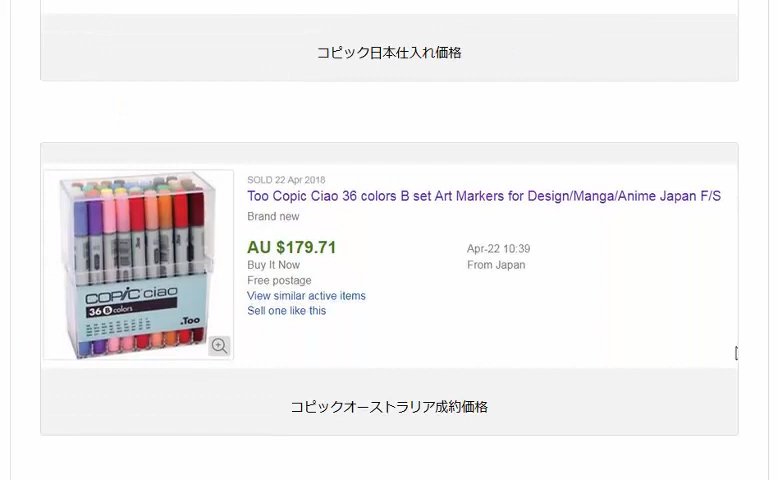 コピック日本仕入れ価格
SOLD 22 Apr 2018
Too Copic Ciao 36 colors B set Art Markers for Design/Manga/Anime Japan F/S
Brand new
AU $179.71
Apr-22 10:39
Buy It Now
From Japan
Free postage
View similar active items
Sell one like this
COPIC ciao
36 B colors
.Too
コピックオーストラリア成約価格